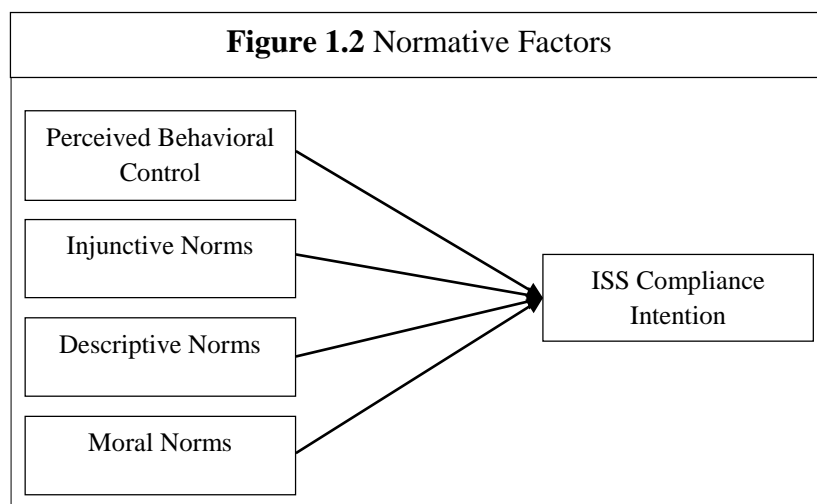 Figure 1.2 Normative Factors
Perceived Behavioral
Control
Injunctive Norms
Descriptive Norms
Moral Norms
ISS Compliance
Intention